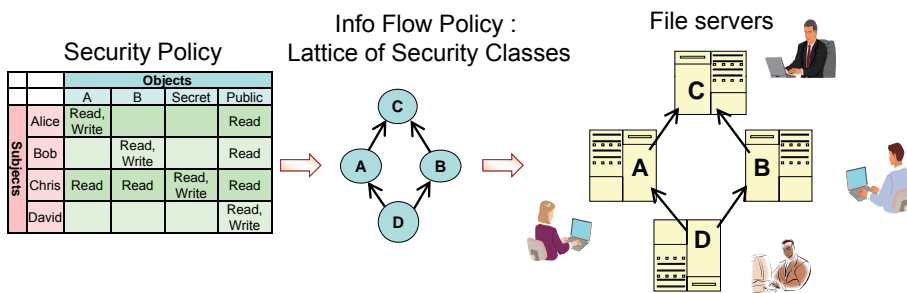 Security Policy
Info Flow Policy :
Lattice of Security Classes
File servers
Objects
A B Secret Public
Subjects
Alice Read, Write Read
Bob Read, Write Read
Chris Read Read Read, Write Read
David Read, Write
C
A B
D
C
A B
D